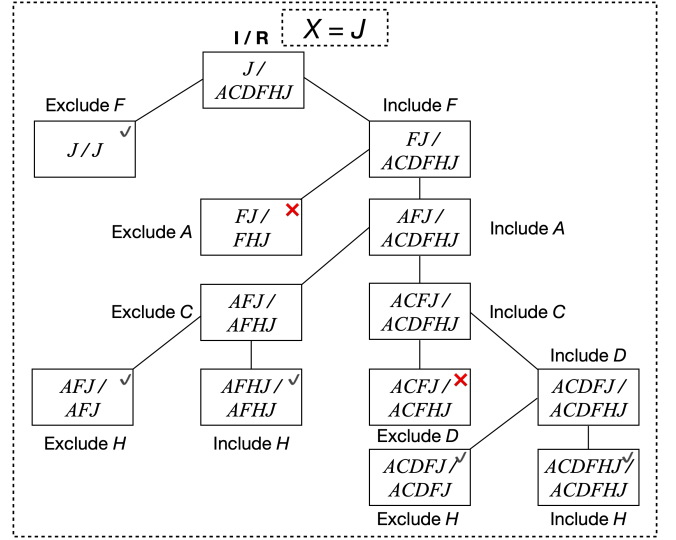 X = J
I / R
J /
ACDFHJ
Exclude F
Include F
J / J
FJ /
ACDFHJ
Exclude A
FJ /
FHJ
AFJ /
ACDFHJ
Include A
Exclude C
AFJ /
AFHJ
ACFJ /
ACDFHJ
Include C
Include D
AFJ /
AFJ
AFHJ /
AFHJ
ACFJ /
ACFHJ
ACDFJ /
ACDFHJ
Exclude H
Include H
Exclude D
ACDFJ /
ACDFJ
ACDFHJ /
ACDFHJ
Exclude H
Include H